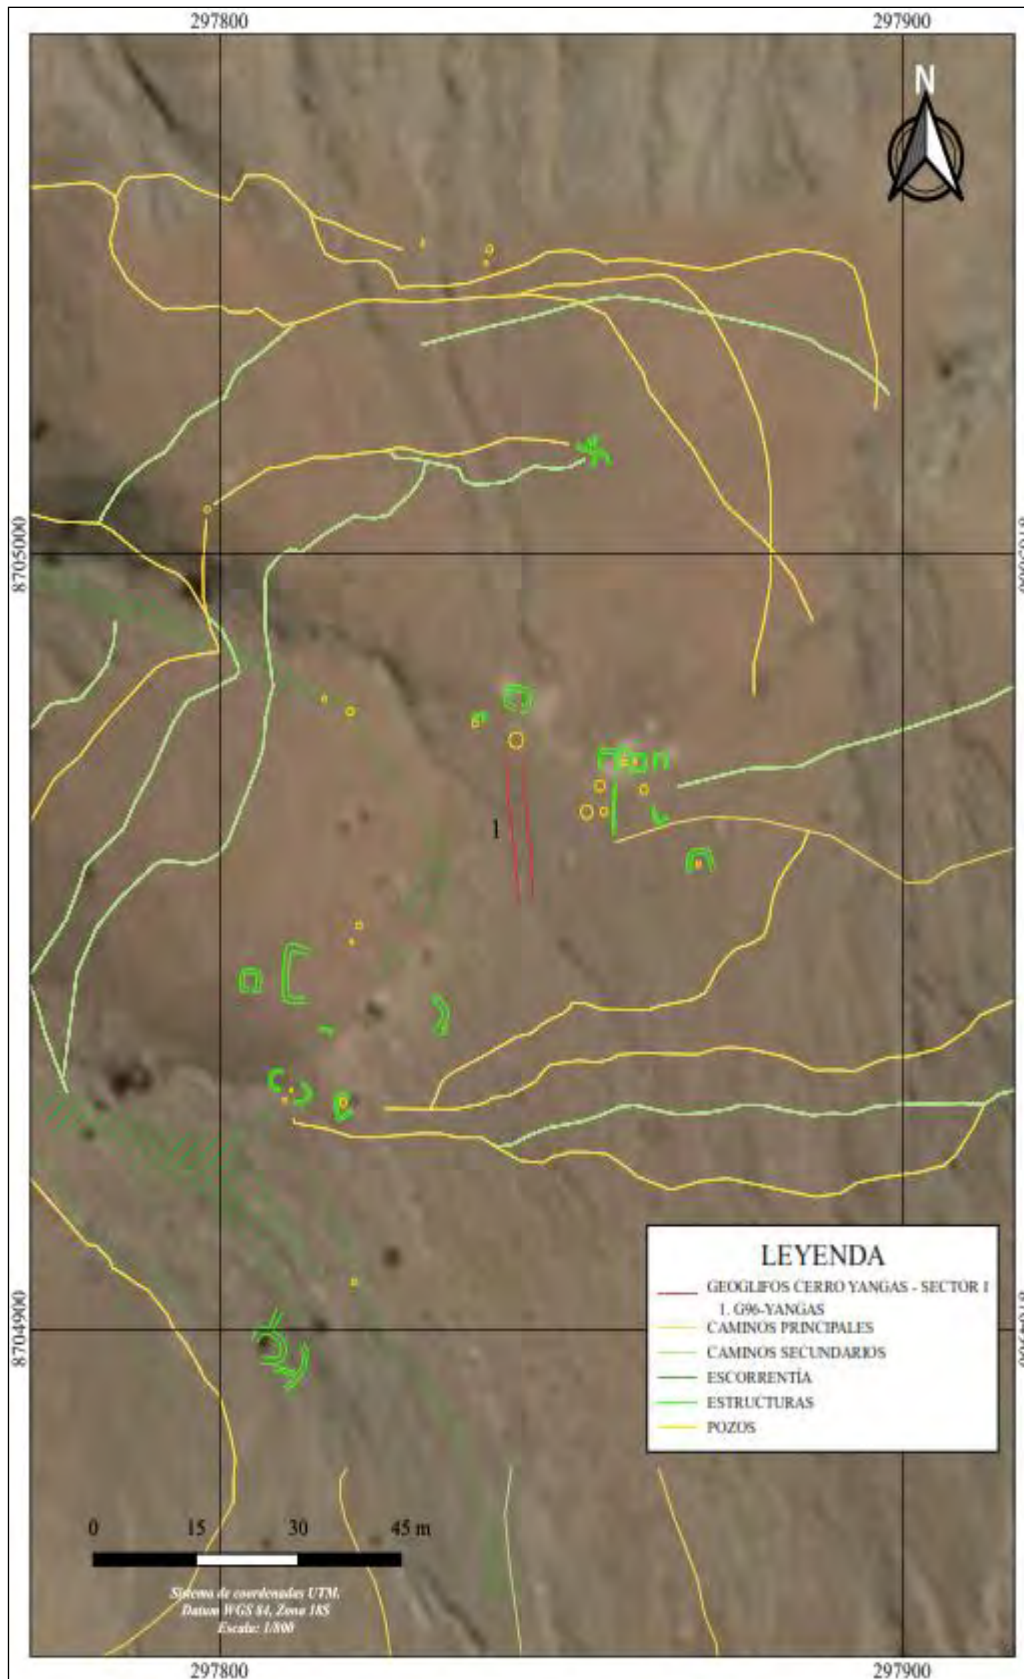 297800
297900
N
8705000
8705000
1
LEYENDA
GEOGLIFOS CERRO YANGAS - SECTOR I
1. G96-YANGAS
CAMINOS PRINCIPALES
CAMINOS SECUNDARIOS
ESCORRENTÍA
ESTRUCTURAS
POZOS
8704900
8704900
0 15 30 45 m
Sistema de coordenadas UTM.
Datum WGS 84, Zona 18S
Escala: 1/800
297800
297900